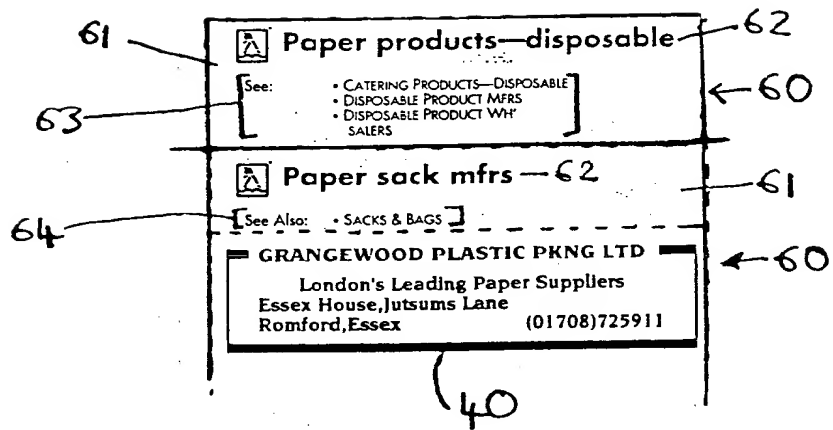 61 Paper products—disposable 62
See: • CATERING PRODUCTS—DISPOSABLE
• DISPOSABLE PRODUCT MFRS 60
63 • DISPOSABLE PRODUCT WH'
SALERS
Paper sack mfrs 62
61
64 See Also: • SACKS & BAGS
60
GRANGEWOOD PLASTIC PKNG LTD
London's Leading Paper Suppliers
Essex House,Jutsums Lane
Romford,Essex (01708)725911
40